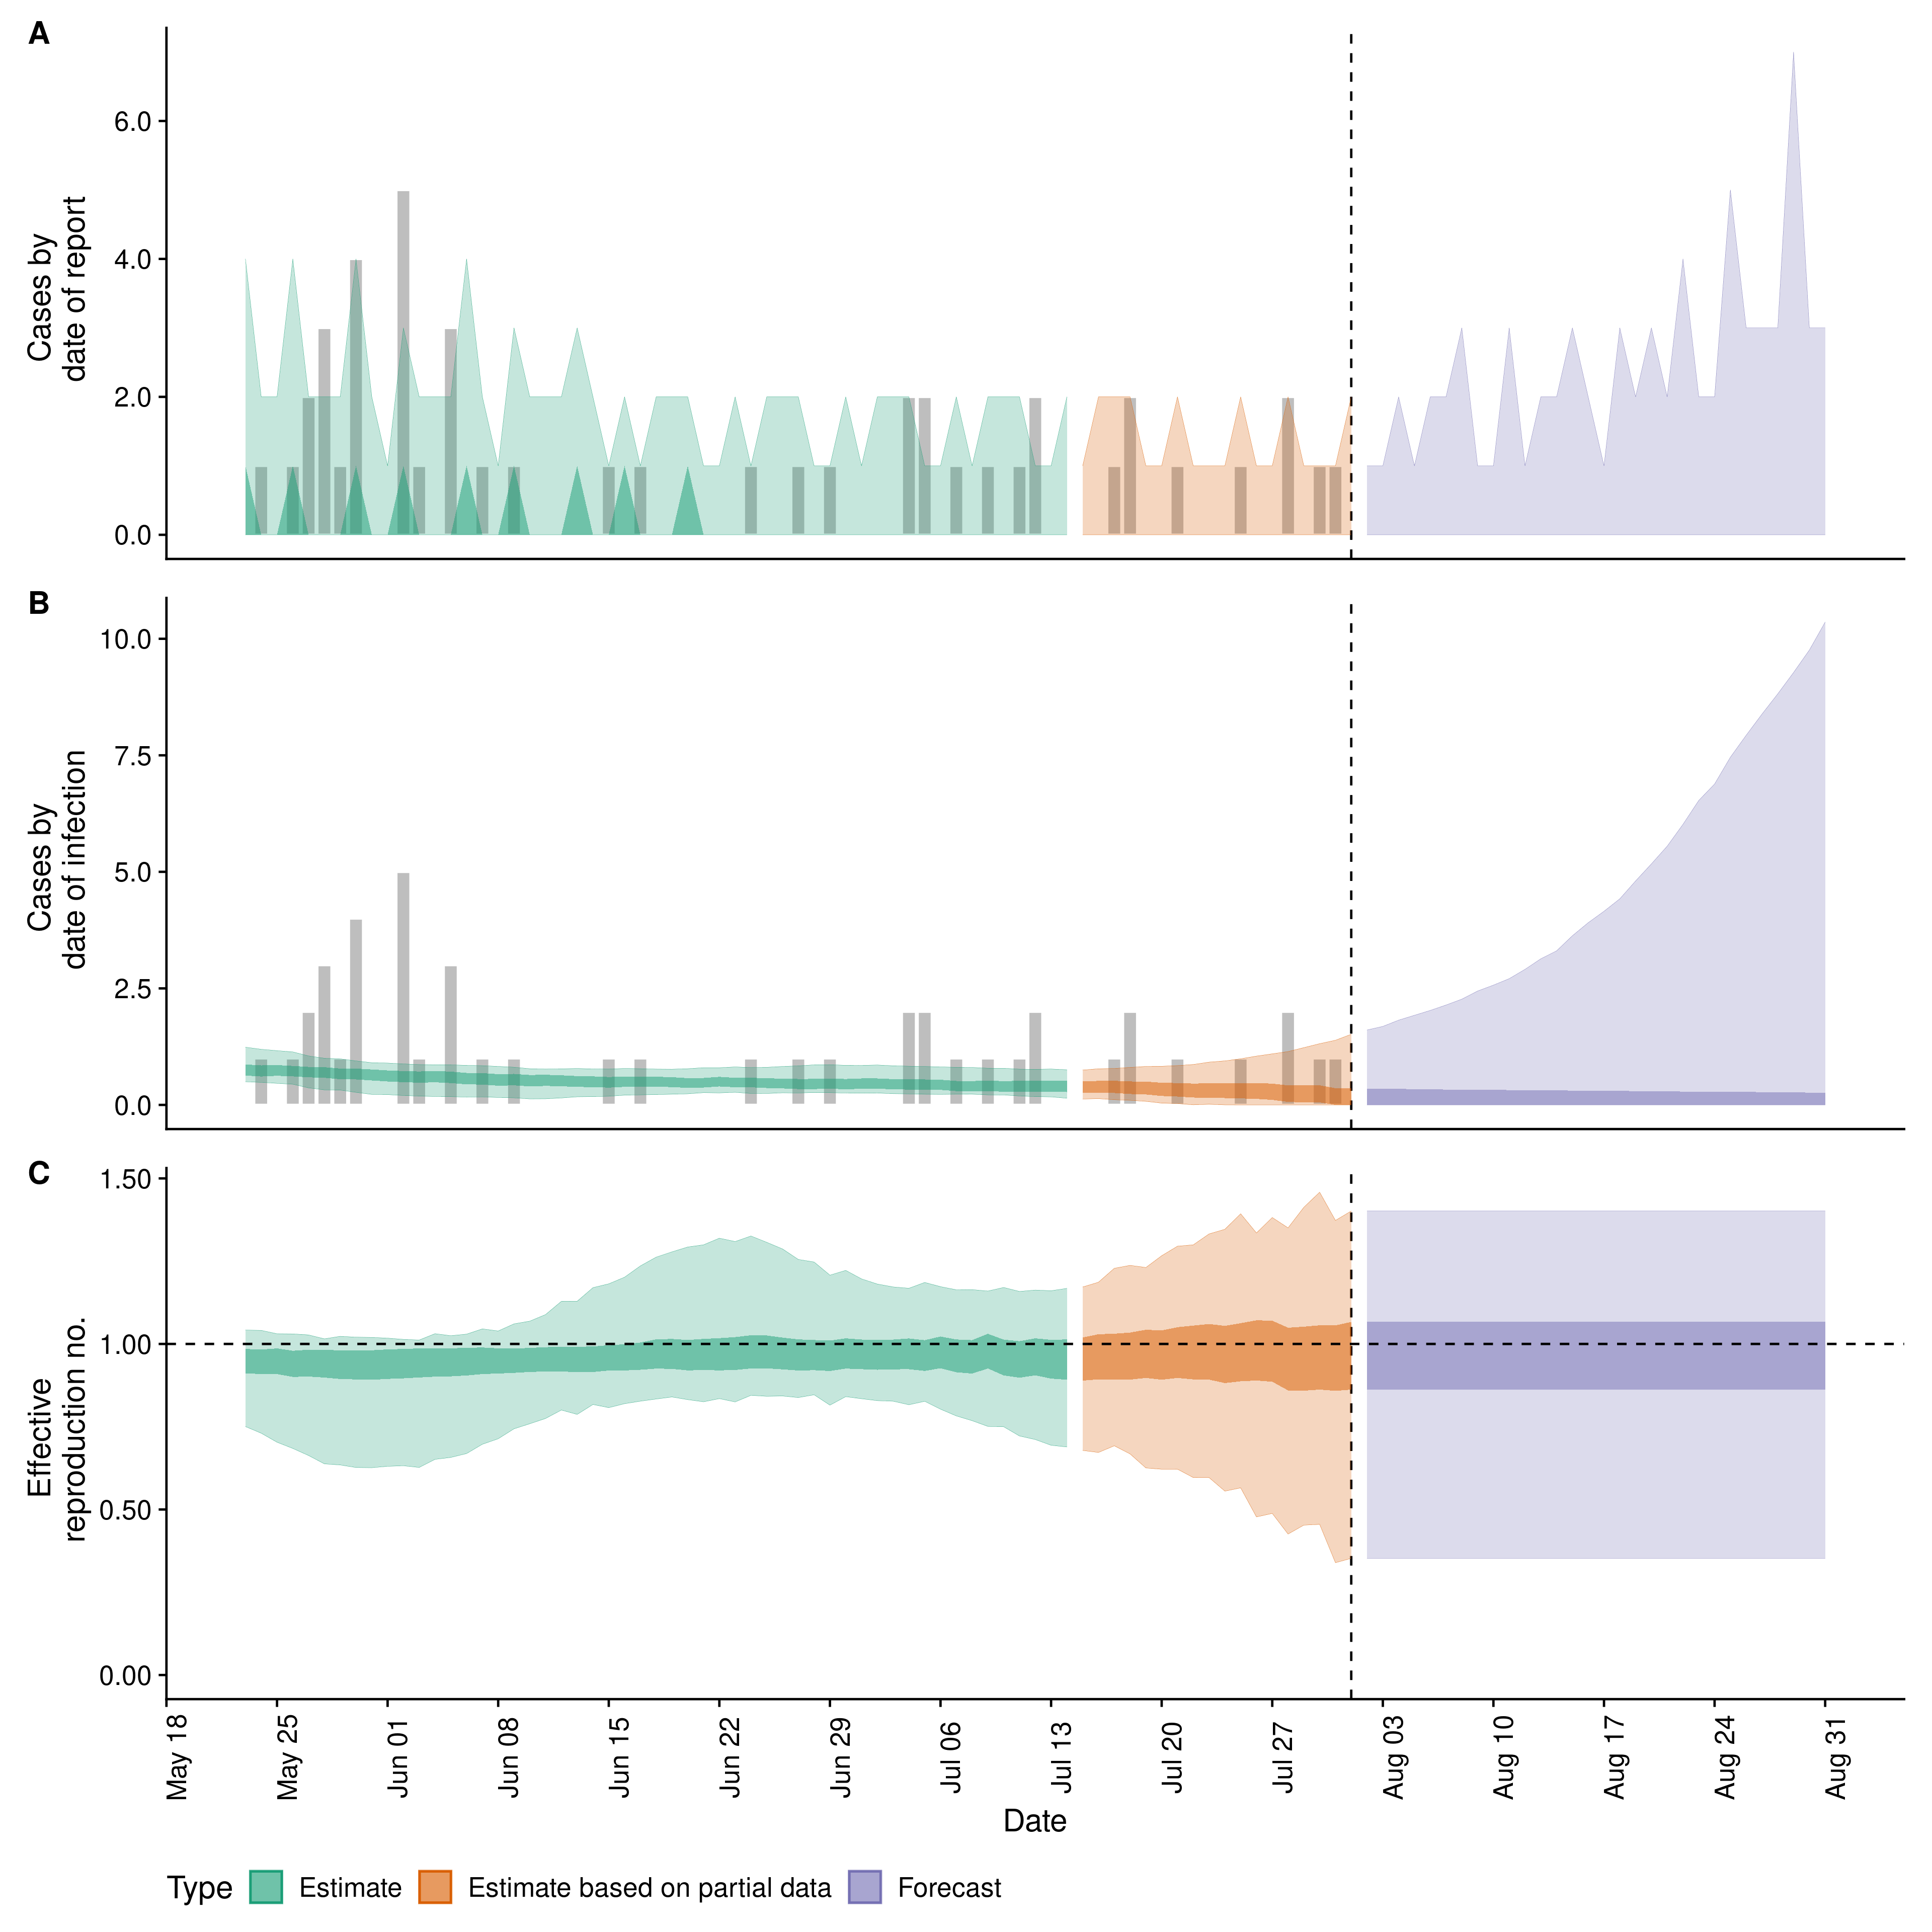 A
Cases by
date of report
6.0
4.0
2.0
0.0
B
Cases by
date of infection
10.0
7.5
5.0
2.5
0.0
C
Effective
reproduction no.
1.50
1.00
0.50
0.00
May 18
May 25
Jun 01
Jun 08
Jun 15
Jun 22
Jun 29
Jul 06
Jul 13
Jul 20
Jul 27
Aug 03
Aug 10
Aug 17
Aug 24
Aug 31
Date
Type Estimate Estimate based on partial data Forecast